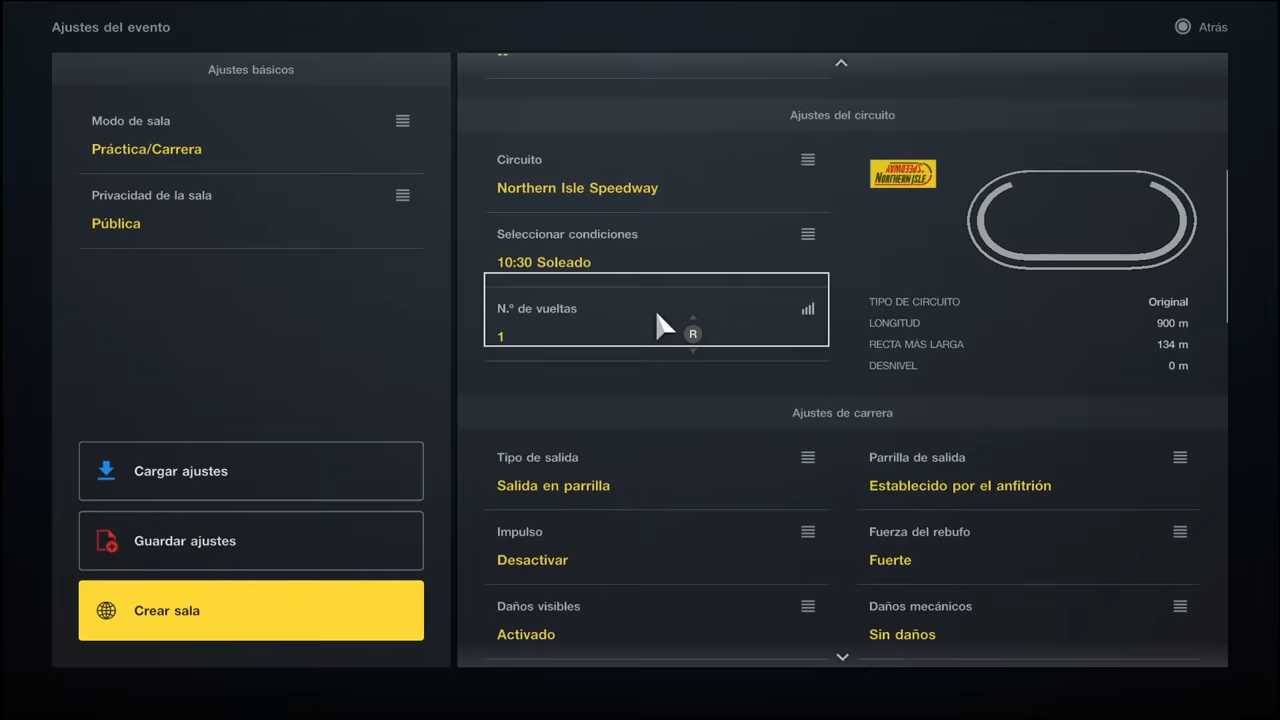 Ajustes del evento
Atrás
Ajustes básicos
Modo de sala
Práctica/Carrera
Privacidad de la sala
Pública
Cargar ajustes
Guardar ajustes
Crear sala
Ajustes del circuito
Circuito
Northern Isle Speedway
Seleccionar condiciones
10:30 Soleado
N.º de vueltas
1
R
SPEEDWAY
NORTHERN ISLE
TIPO DE CIRCUITO Original
LONGITUD 900 m
RECTA MÁS LARGA 134 m
DESNIVEL 0 m
Ajustes de carrera
Tipo de salida
Salida en parrilla
Parrilla de salida
Establecido por el anfitrión
Impulso
Desactivar
Fuerza del rebufo
Fuerte
Daños visibles
Activado
Daños mecánicos
Sin daños